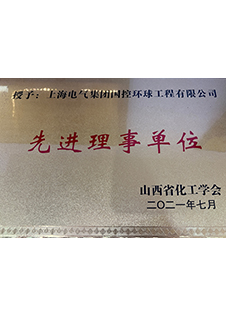 授予：上海电气集团国控环球工程有限公司
先进理事单位
山西省化工学会
二〇二一年七月